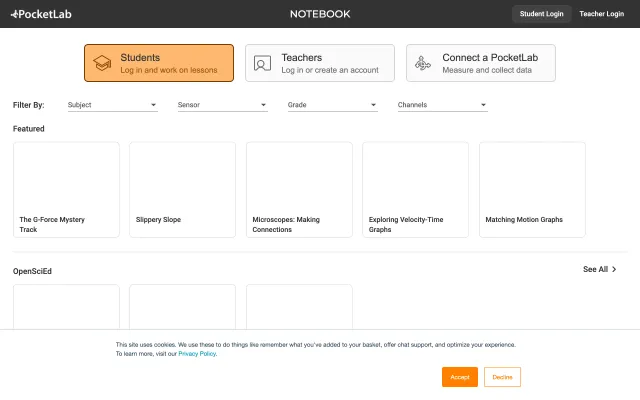 PocketLab
NOTEBOOK
Student Login
Teacher Login
Students
Log in and work on lessons
Teachers
Log in or create an account
Connect a PocketLab
Measure and collect data
Filter By:
Subject
Sensor
Grade
Channels
Featured
The G-Force Mystery
Track
Slippery Slope
Microscopes: Making
Connections
Exploring Velocity-Time
Graphs
Matching Motion Graphs
OpenSciEd
See All
This site uses cookies. We use these to do things like remember what you've added to your basket, offer chat support, and optimize your experience.
To learn more, visit our Privacy Policy.
Accept
Decline